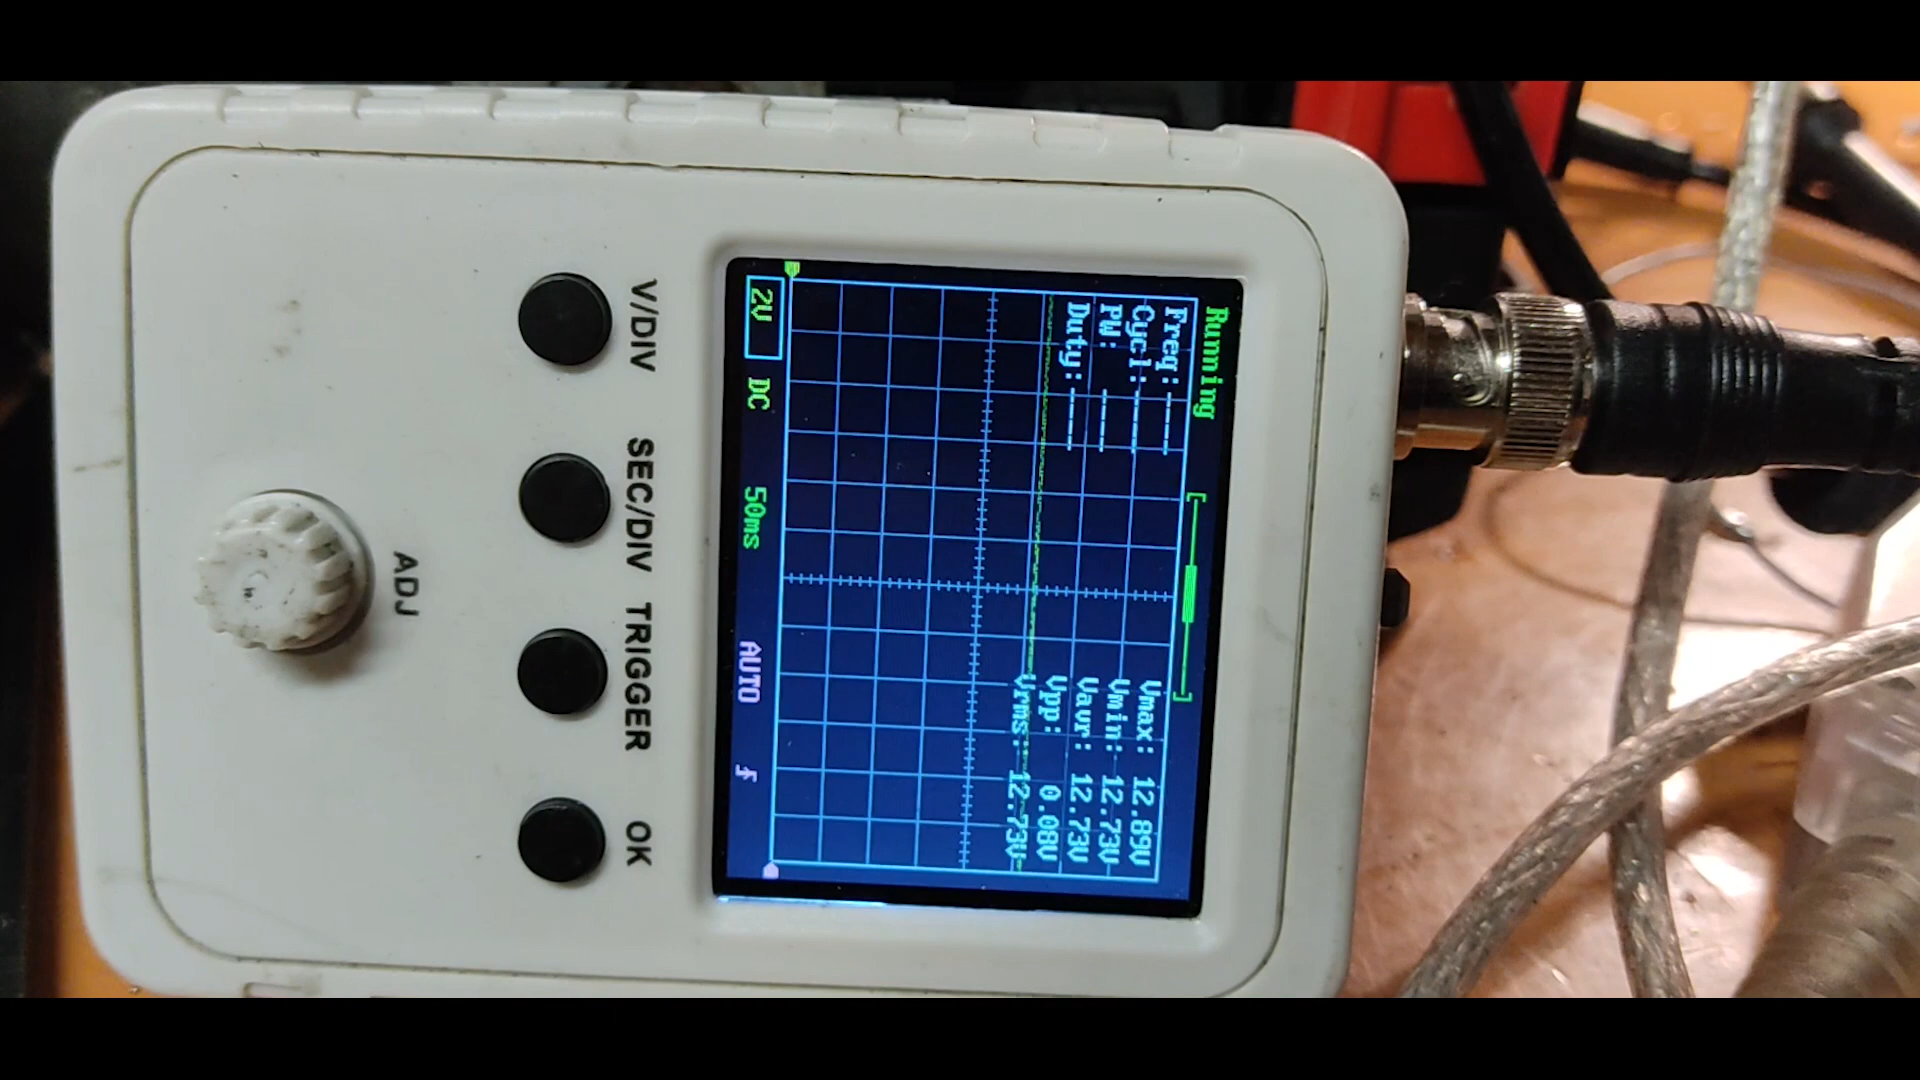 Running
Freq:-----
Cycl:-----
PW: -----
Duty:-----
Vmax: 12.89V
Vmin: 12.73V
Vavr: 12.73V
Vpp: 0.08V
Vrms: 12.73V
2V DC 50ms AUTO
V/DIV SEC/DIV TRIGGER OK
ADJ